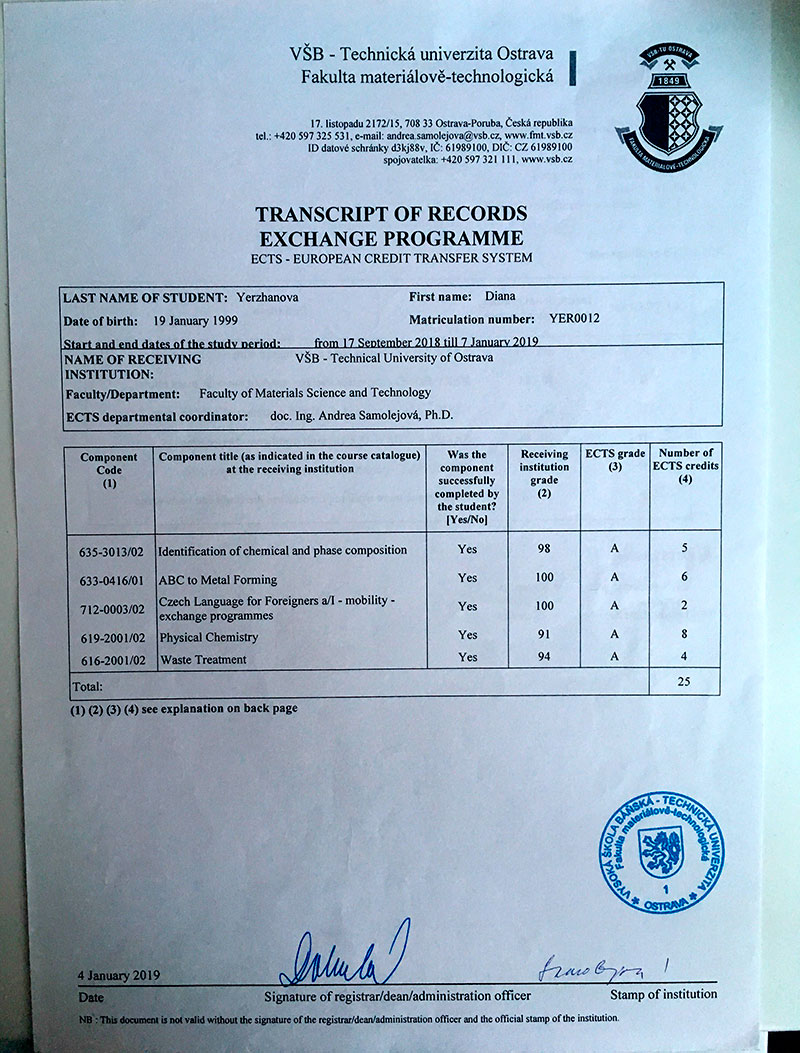 VŠB - Technická univerzita Ostrava
Fakulta materiálově-technologická
VSB-TU OSTRAVA
1849
FAKULTA MATERIÁLOVĚ-TECHNOLOGICKÁ
17. listopadu 2172/15, 708 33 Ostrava-Poruba, Česká republika
tel.: +420 597 325 531, e-mail: andrea.samolejova@vsb.cz, www.fmt.vsb.cz
ID datové schránky d3kj88v, IČ: 61989100, DIČ: CZ 61989100
spojovatelka: +420 597 321 111, www.vsb.cz
TRANSCRIPT OF RECORDS
EXCHANGE PROGRAMME
ECTS - EUROPEAN CREDIT TRANSFER SYSTEM
LAST NAME OF STUDENT: Yerzhanova First name: Diana
Date of birth: 19 January 1999 Matriculation number: YER0012
Start and end dates of the study period: from 17 September 2018 till 7 January 2019
NAME OF RECEIVING VŠB - Technical University of Ostrava
INSTITUTION:
Faculty/Department: Faculty of Materials Science and Technology
ECTS departmental coordinator: doc. Ing. Andrea Samolejová, Ph.D.
Component Code (1) Component title (as indicated in the course catalogue) at the receiving institution Was the component successfully completed by the student? [Yes/No] Receiving institution grade (2) ECTS grade (3) Number of ECTS credits (4)
635-3013/02 Identification of chemical and phase composition Yes 98 A 5
633-0416/01 ABC to Metal Forming Yes 100 A 6
712-0003/02 Czech Language for Foreigners a/I - mobility - exchange programmes Yes 100 A 2
619-2001/02 Physical Chemistry Yes 91 A 8
616-2001/02 Waste Treatment Yes 94 A 4
Total: 25
(1) (2) (3) (4) see explanation on back page
VYSOKÁ ŠKOLA BÁŇSKÁ - TECHNICKÁ UNIVERZITA
Fakulta materiálově-technologická
1
OSTRAVA
4 January 2019
Date Signature of registrar/dean/administration officer Stamp of institution
NB : This document is not valid without the signature of the registrar/dean/administration officer and the official stamp of the institution.